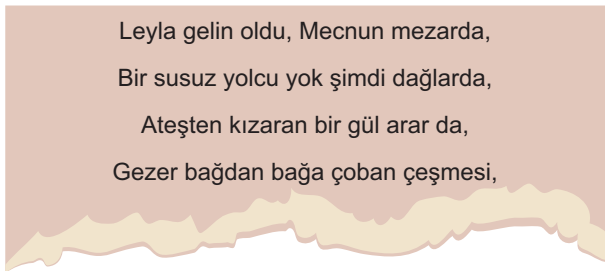 Leyla gelin oldu, Mecnun mezarda,
Bir susuz yolcu yok şimdi dağlarda,
Ateşten kızaran bir gül arar da,
Gezer bağdan bağa çoban çeşmesi,